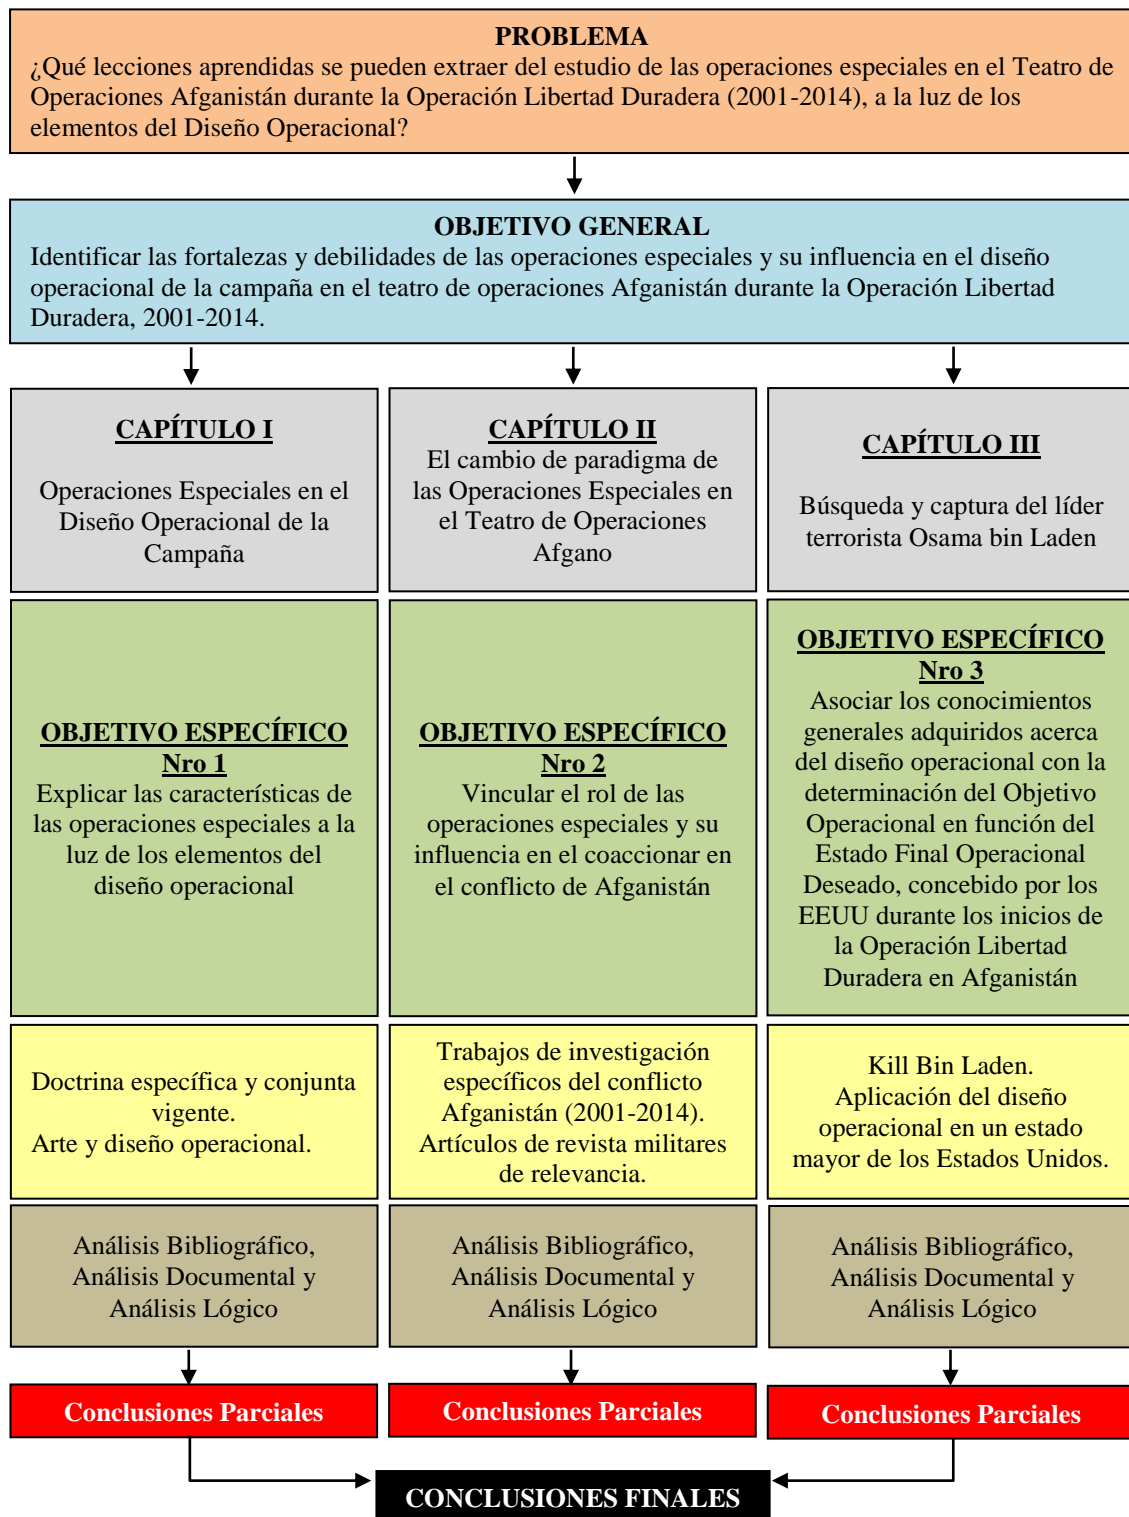 PROBLEMA
¿Qué lecciones aprendidas se pueden extraer del estudio de las operaciones especiales en el Teatro de
Operaciones Afganistán durante la Operación Libertad Duradera (2001-2014), a la luz de los
elementos del Diseño Operacional?
OBJETIVO GENERAL
Identificar las fortalezas y debilidades de las operaciones especiales y su influencia en el diseño
operacional de la campaña en el teatro de operaciones Afganistán durante la Operación Libertad
Duradera, 2001-2014.
CAPÍTULO I
Operaciones Especiales en el
Diseño Operacional de la
Campaña
CAPÍTULO II
El cambio de paradigma de
las Operaciones Especiales en
el Teatro de Operaciones
Afgano
CAPÍTULO III
Búsqueda y captura del líder
terrorista Osama bin Laden
OBJETIVO ESPECÍFICO
Nro 1
Explicar las características de
las operaciones especiales a la
luz de los elementos del
diseño operacional
OBJETIVO ESPECÍFICO
Nro 2
Vincular el rol de las
operaciones especiales y su
influencia en el coaccionar en
el conflicto de Afganistán
OBJETIVO ESPECÍFICO
Nro 3
Asociar los conocimientos
generales adquiridos acerca
del diseño operacional con la
determinación del Objetivo
Operacional en función del
Estado Final Operacional
Deseado, concebido por los
EEUU durante los inicios de
la Operación Libertad
Duradera en Afganistán
Doctrina específica y conjunta
vigente.
Arte y diseño operacional.
Trabajos de investigación
específicos del conflicto
Afganistán (2001-2014).
Artículos de revista militares
de relevancia.
Kill Bin Laden.
Aplicación del diseño
operacional en un estado
mayor de los Estados Unidos.
Análisis Bibliográfico,
Análisis Documental y
Análisis Lógico
Análisis Bibliográfico,
Análisis Documental y
Análisis Lógico
Análisis Bibliográfico,
Análisis Documental y
Análisis Lógico
Conclusiones Parciales
Conclusiones Parciales
Conclusiones Parciales
CONCLUSIONES FINALES